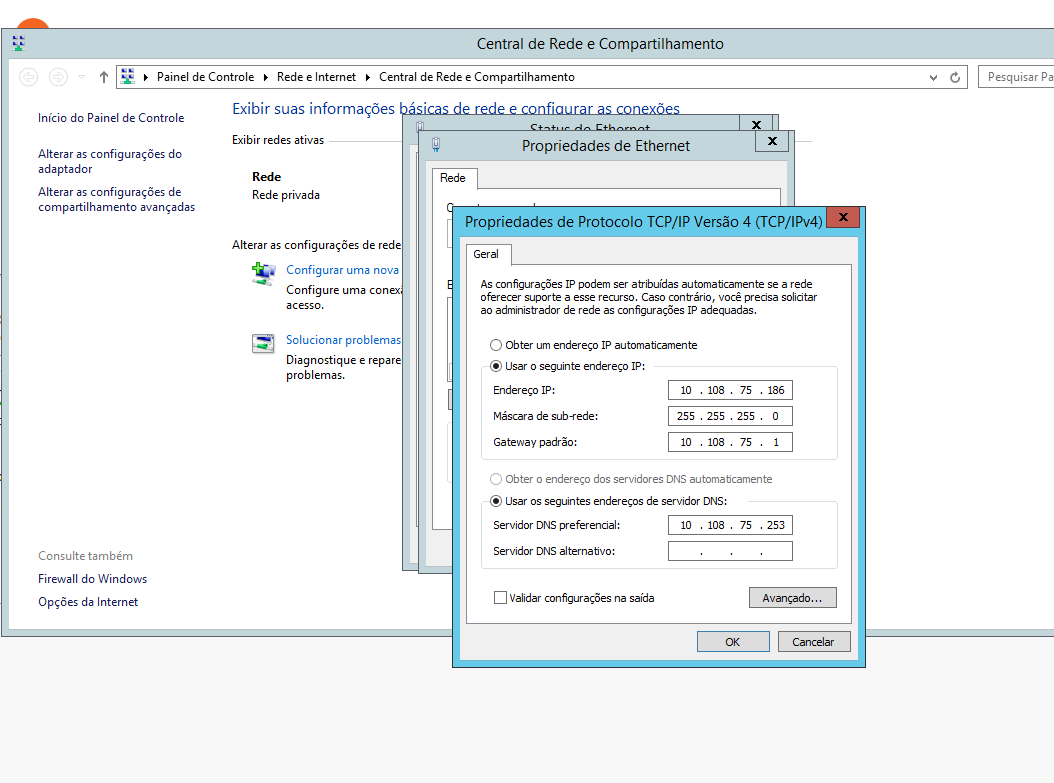 Central de Rede e Compartilhamento
Painel de Controle Rede e Internet Central de Rede e Compartilhamento
Pesquisar Pa
Início do Painel de Controle
Alterar as configurações do
adaptador
Alterar as configurações de
compartilhamento avançadas
Exibir suas informações básicas de rede e configurar as conexões
Exibir redes ativas
Rede
Rede privada
Alterar as configurações de rede
Configurar uma nova
Configure uma conexã
acesso.
Solucionar problemas
Diagnostique e repare
problemas.
Consulte também
Firewall do Windows
Opções da Internet
Status de Ethernet
X
Propriedades de Ethernet
X
Rede
Propriedades de Protocolo TCP/IP Versão 4 (TCP/IPv4)
X
Geral
As configurações IP podem ser atribuídas automaticamente se a rede
oferecer suporte a esse recurso. Caso contrário, você precisa solicitar
ao administrador de rede as configurações IP adequadas.
Obter um endereço IP automaticamente
Usar o seguinte endereço IP:
Endereço IP: 10 . 108 . 75 . 186
Máscara de sub-rede: 255 . 255 . 255 . 0
Gateway padrão: 10 . 108 . 75 . 1
Obter o endereço dos servidores DNS automaticamente
Usar os seguintes endereços de servidor DNS:
Servidor DNS preferencial: 10 . 108 . 75 . 253
Servidor DNS alternativo: . . .
Validar configurações na saída
Avançado...
OK
Cancelar